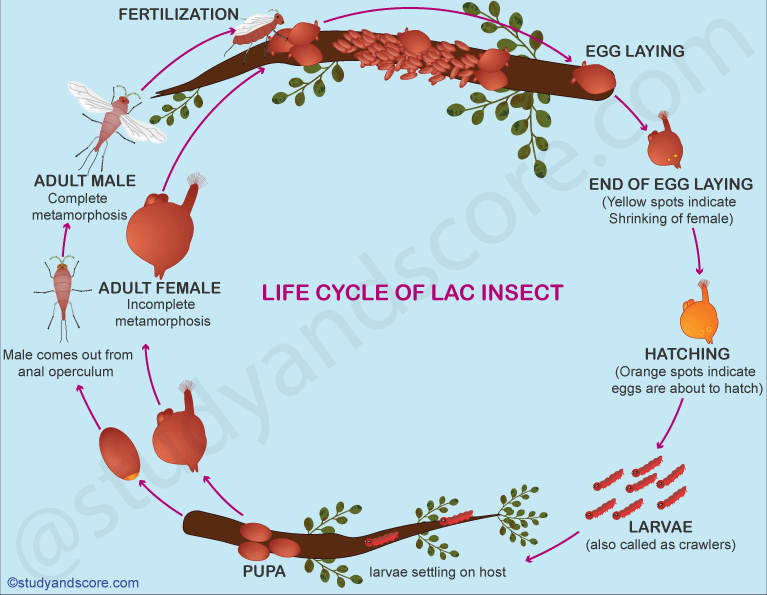 FERTILIZATION
EGG LAYING
END OF EGG LAYING
(Yellow spots indicate
Shrinking of female)
HATCHING
(Orange spots indicate
eggs are about to hatch)
LARVAE
(also called as crawlers)
larvae settling on host
PUPA
Male comes out from
anal operculum
ADULT MALE
Complete
metamorphosis
ADULT FEMALE
Incomplete
metamorphosis
LIFE CYCLE OF LAC INSECT
©studyandscore.com
@studyandscore.com